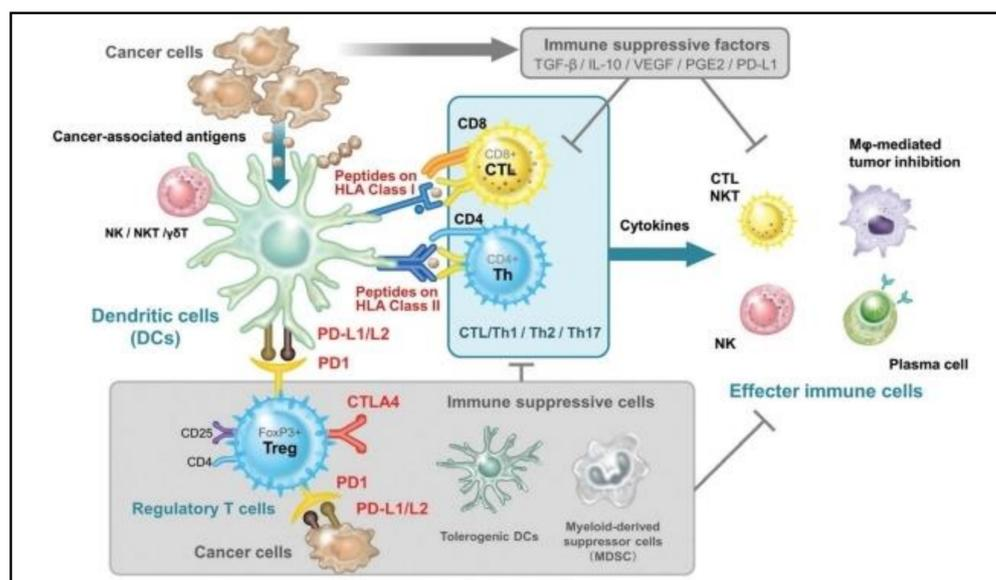 Cancer cells
Immune suppressive factors
TGF-β / IL-10 / VEGF / PGE2 / PD-L1
Cancer-associated antigens
CD8
CD8+
CTL
Peptides on
HLA Class I
NK / NKT /γδT
CD4
CD4+
Th
Peptides on
HLA Class II
CTL/Th1 / Th2 / Th17
Cytokines
CTL
NKT
Mφ-mediated
tumor inhibition
NK
Plasma cell
Effecter immune cells
Dendritic cells
(DCs)
PD-L1/L2
PD1
CTLA4
CD25
CD4
FoxP3+
Treg
Regulatory T cells
PD1
PD-L1/L2
Cancer cells
Immune suppressive cells
Tolerogenic DCs
Myeloid-derived
suppressor cells
(MDSC)